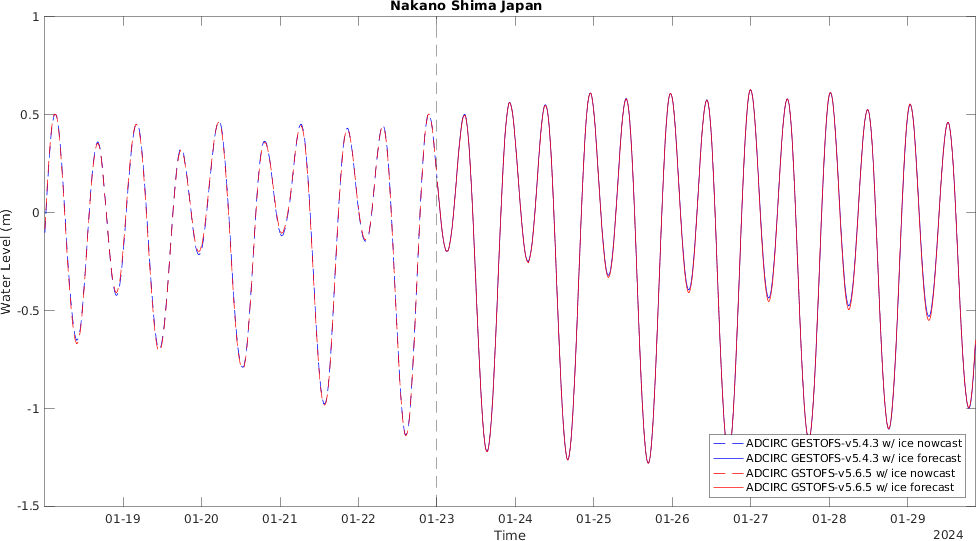 Nakano Shima Japan
1
0.5
0
-0.5
-1
-1.5
Water Level (m)
ADCIRC GESTOFS-v5.4.3 w/ ice nowcast
ADCIRC GESTOFS-v5.4.3 w/ ice forecast
ADCIRC GSTOFS-v5.6.5 w/ ice nowcast
ADCIRC GSTOFS-v5.6.5 w/ ice forecast
01-19 01-20 01-21 01-22 01-23 01-24 01-25 01-26 01-27 01-28 01-29
Time
2024